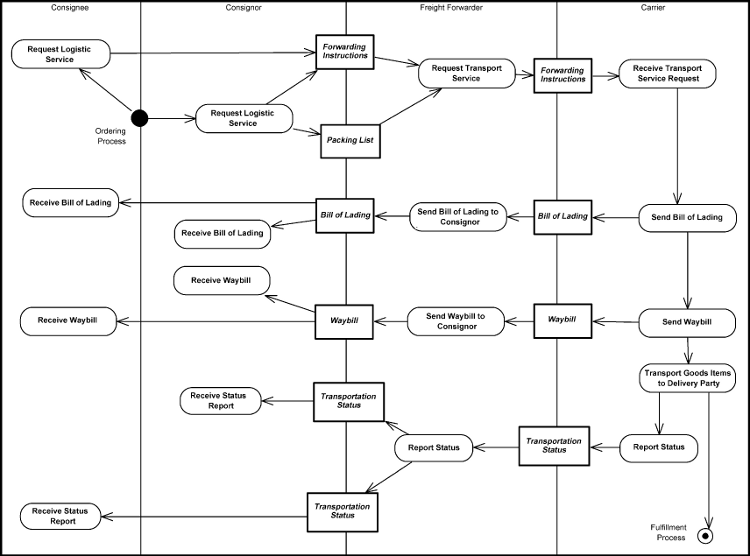 Consignee
Consignor
Freight Forwarder
Carrier
Request Logistic
Service
Forwarding
Instructions
Request Transport
Service
Forwarding
Instructions
Receive Transport
Service Request
Ordering
Process
Request Logistic
Service
Packing List
Receive Bill of Lading
Receive Bill of Lading
Bill of Lading
Send Bill of Lading to
Consignor
Bill of Lading
Send Bill of Lading
Receive Waybill
Receive Waybill
Waybill
Send Waybill to
Consignor
Waybill
Send Waybill
Transport Goods Items
to Delivery Party
Receive Status
Report
Transportation
Status
Report Status
Transportation
Status
Report Status
Receive Status
Report
Transportation
Status
Fulfillment
Process